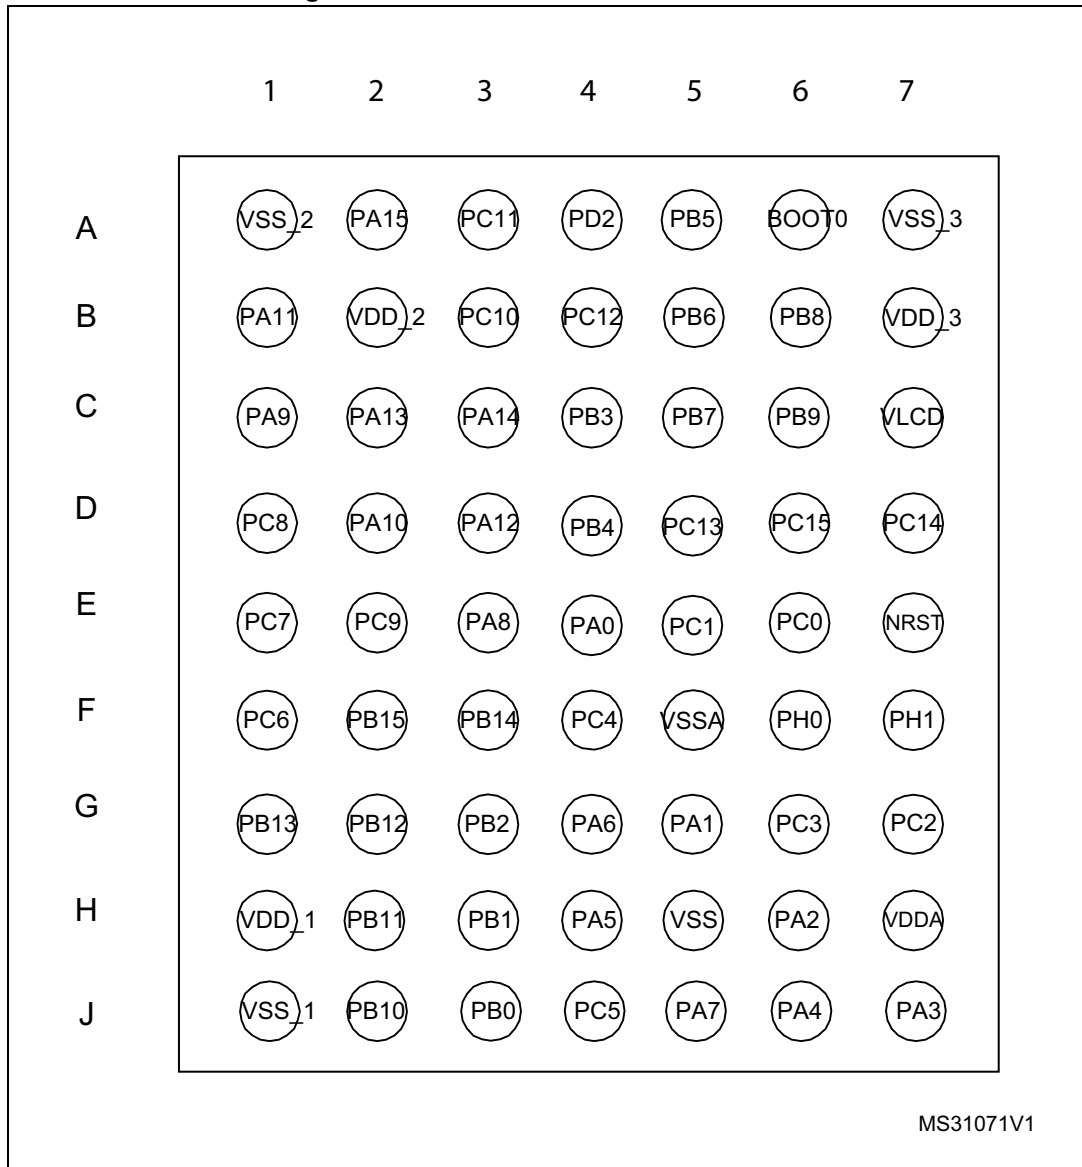 1 2 3 4 5 6 7
A VSS_2 PA15 PC11 PD2 PB5 BOOT0 VSS_3
B PA11 VDD_2 PC10 PC12 PB6 PB8 VDD_3
C PA9 PA13 PA14 PB3 PB7 PB9 VLCD
D PC8 PA10 PA12 PB4 PC13 PC15 PC14
E PC7 PC9 PA8 PA0 PC1 PC0 NRST
F PC6 PB15 PB14 PC4 VSSA PH0 PH1
G PB13 PB12 PB2 PA6 PA1 PC3 PC2
H VDD_1 PB11 PB1 PA5 VSS PA2 VDDA
J VSS_1 PB10 PB0 PC5 PA7 PA4 PA3
MS31071V1